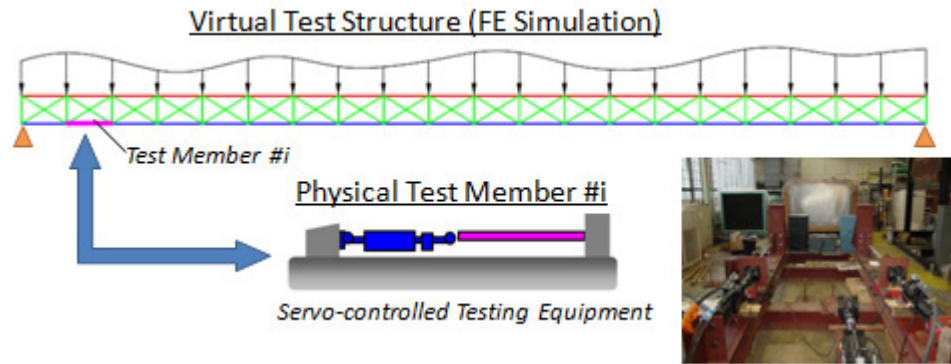 Virtual Test Structure (FE Simulation)
Test Member #i
Physical Test Member #i
Servo-controlled Testing Equipment